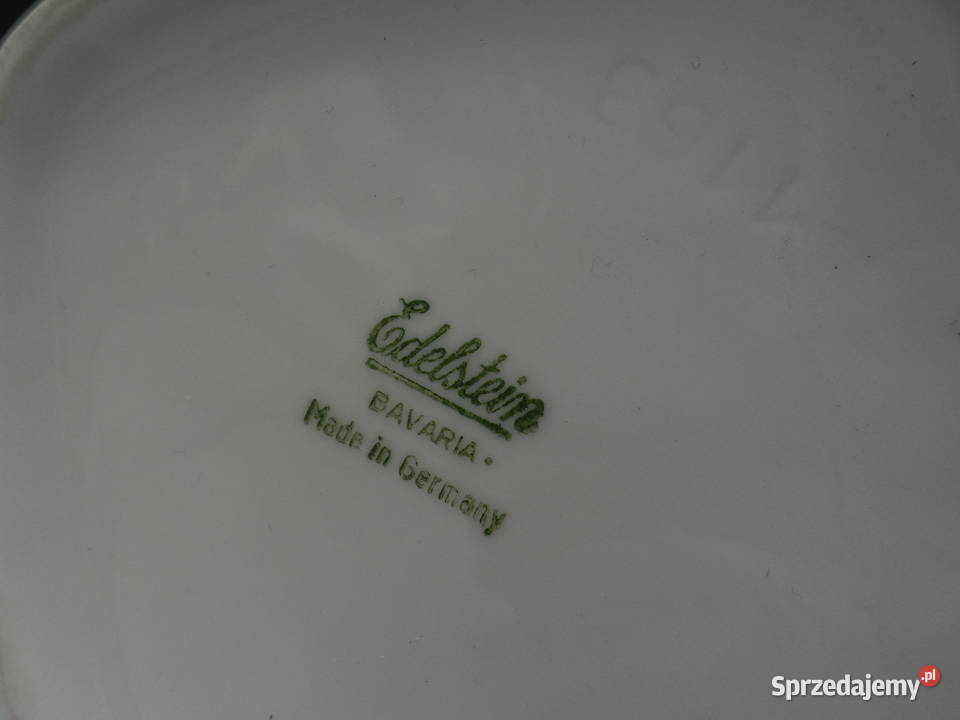 Edelstein
BAVARIA •
Made in Germany
Sprzedajemy.pl